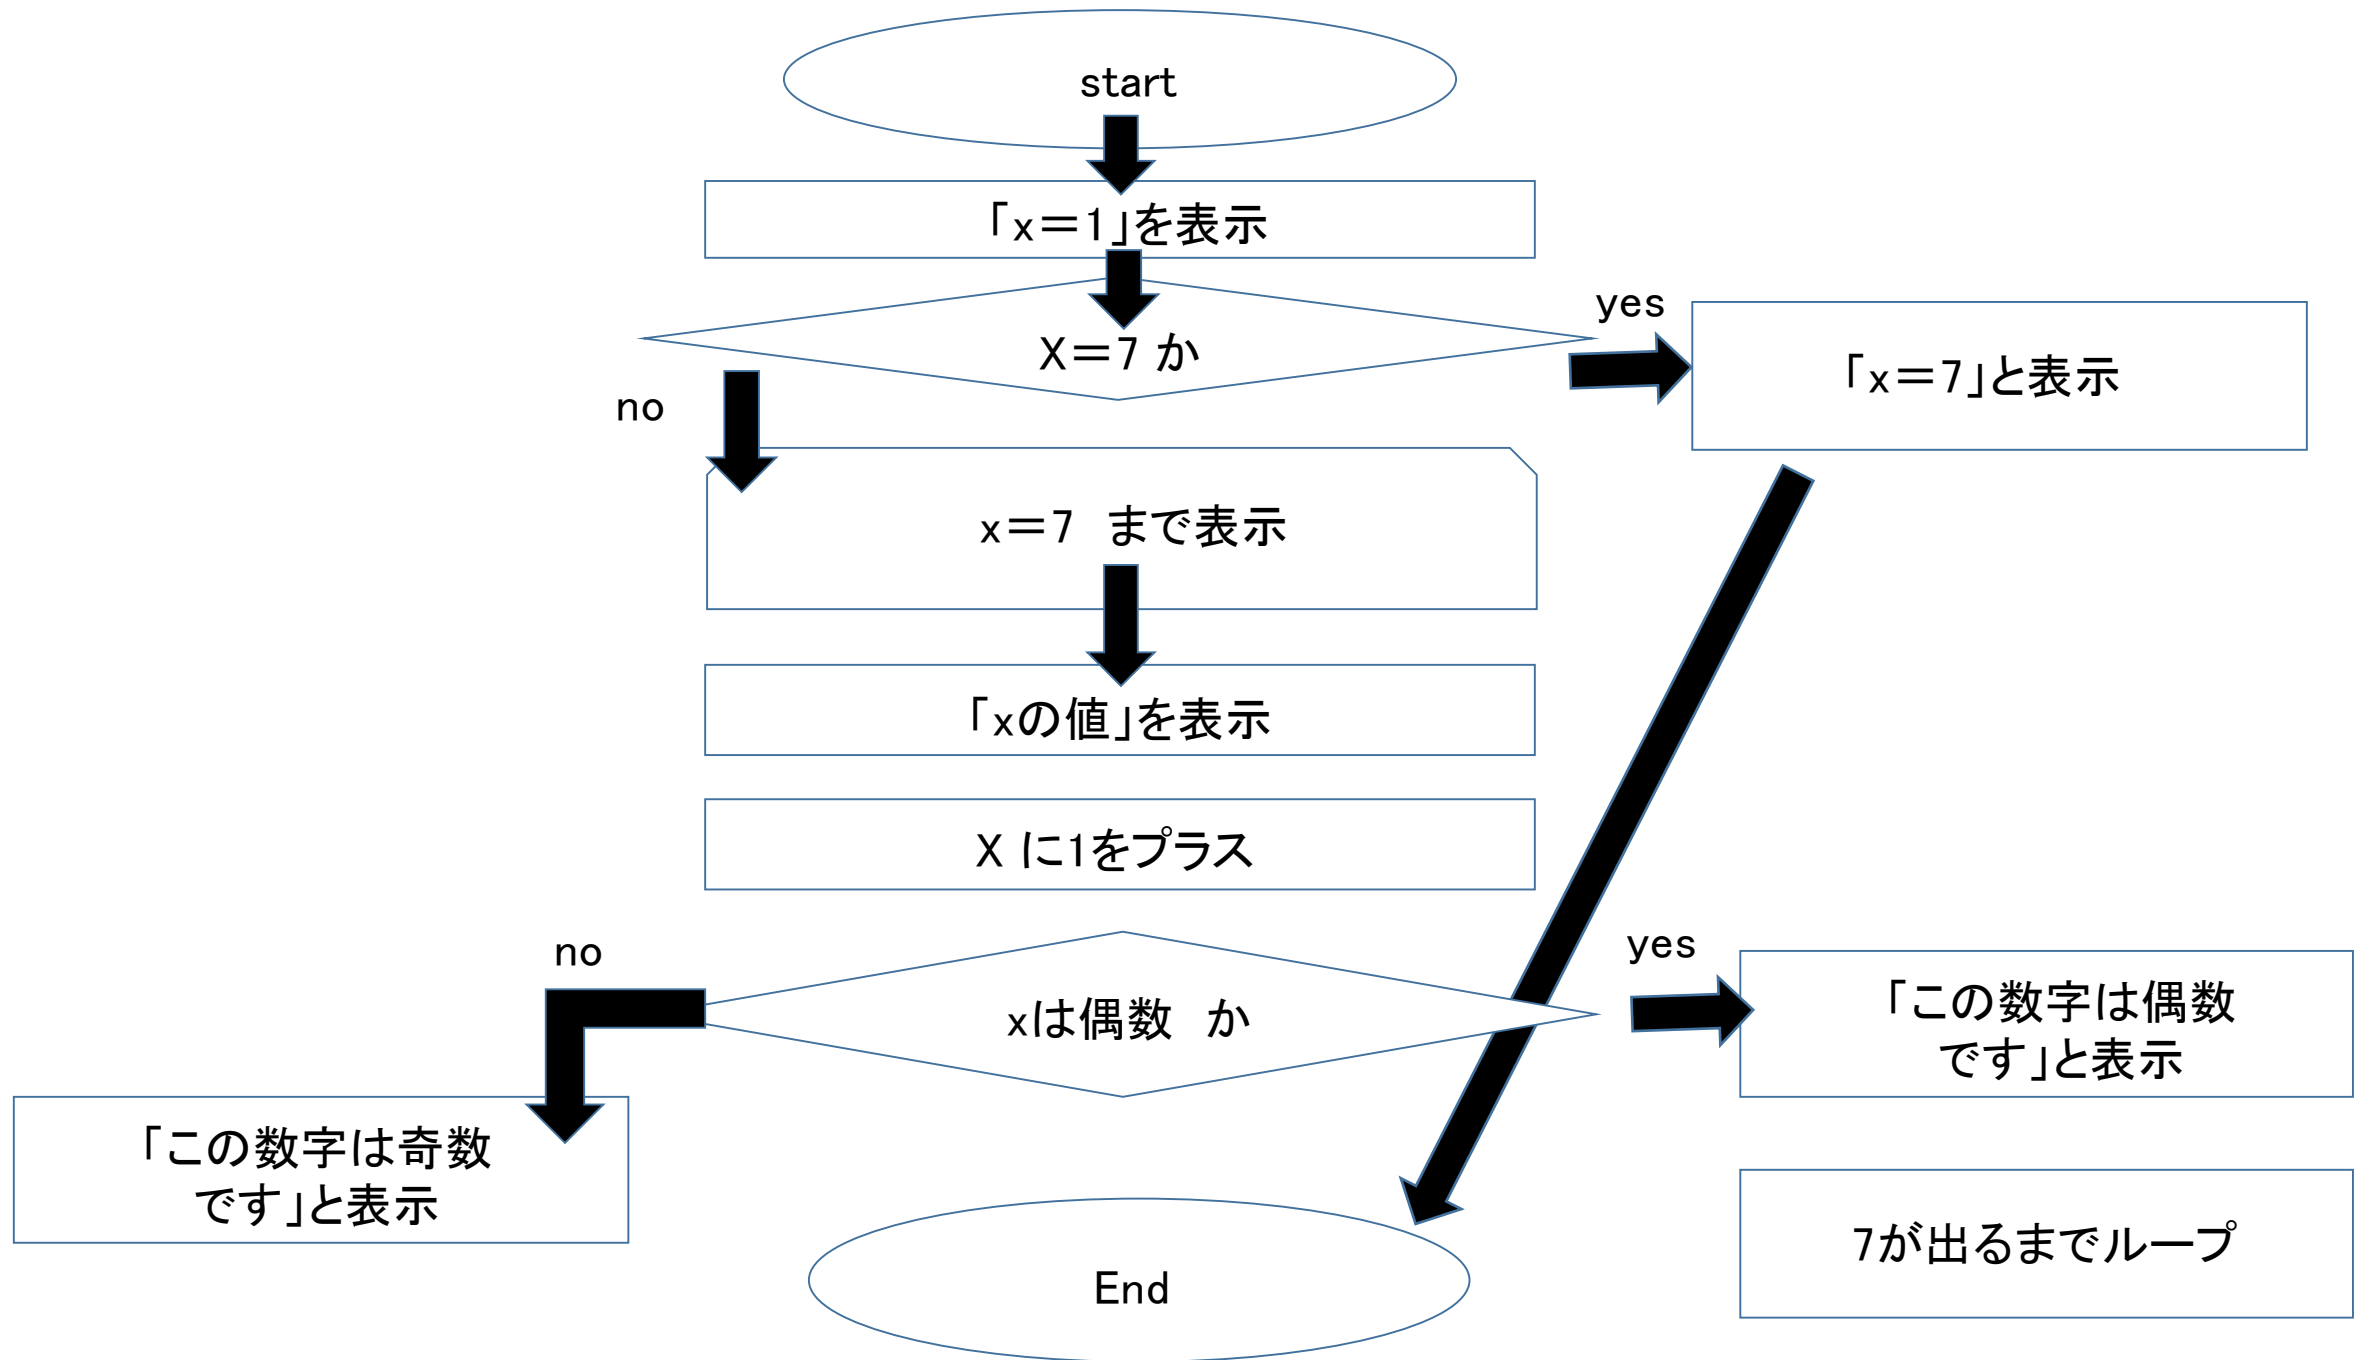 start
「x＝1」を表示
X＝7 か
yes
「x＝7」と表示
no
x＝7　まで表示
「xの値」を表示
X に1をプラス
no
xは偶数　か
yes
「この数字は偶数
です」と表示
「この数字は奇数
です」と表示
7が出るまでループ
End